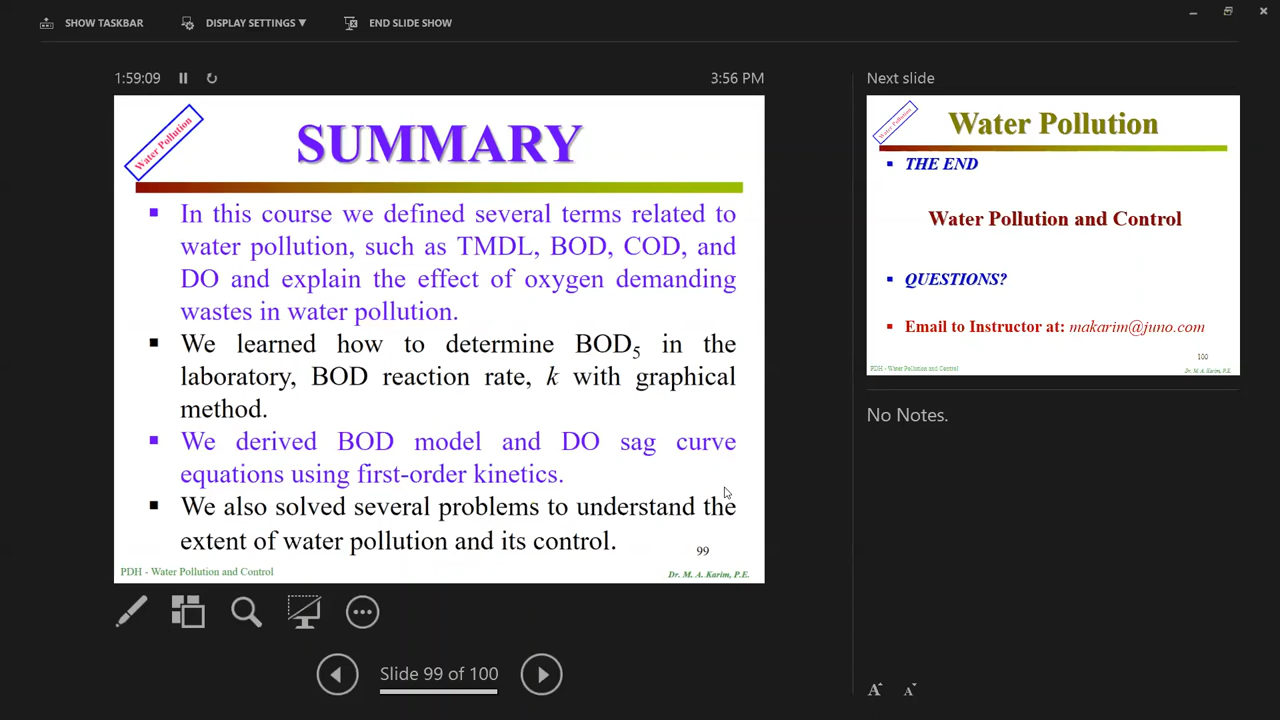 SHOW TASKBAR
DISPLAY SETTINGS ▼
END SLIDE SHOW
1:59:09
3:56 PM
Water Pollution
SUMMARY
▪ In this course we defined several terms related to
water pollution, such as TMDL, BOD, COD, and
DO and explain the effect of oxygen demanding
wastes in water pollution.
▪ We learned how to determine BOD5 in the
laboratory, BOD reaction rate, k with graphical
method.
▪ We derived BOD model and DO sag curve
equations using first-order kinetics.
▪ We also solved several problems to understand the
extent of water pollution and its control.
99
PDH - Water Pollution and Control
Dr. M. A. Karim, P.E.
Slide 99 of 100
Next slide
Water Pollution
Water Pollution
▪ THE END
Water Pollution and Control
▪ QUESTIONS?
▪ Email to Instructor at: makarim@juno.com
100
PDH - Water Pollution and Control
Dr. M. A. Karim, P.E.
No Notes.
A A